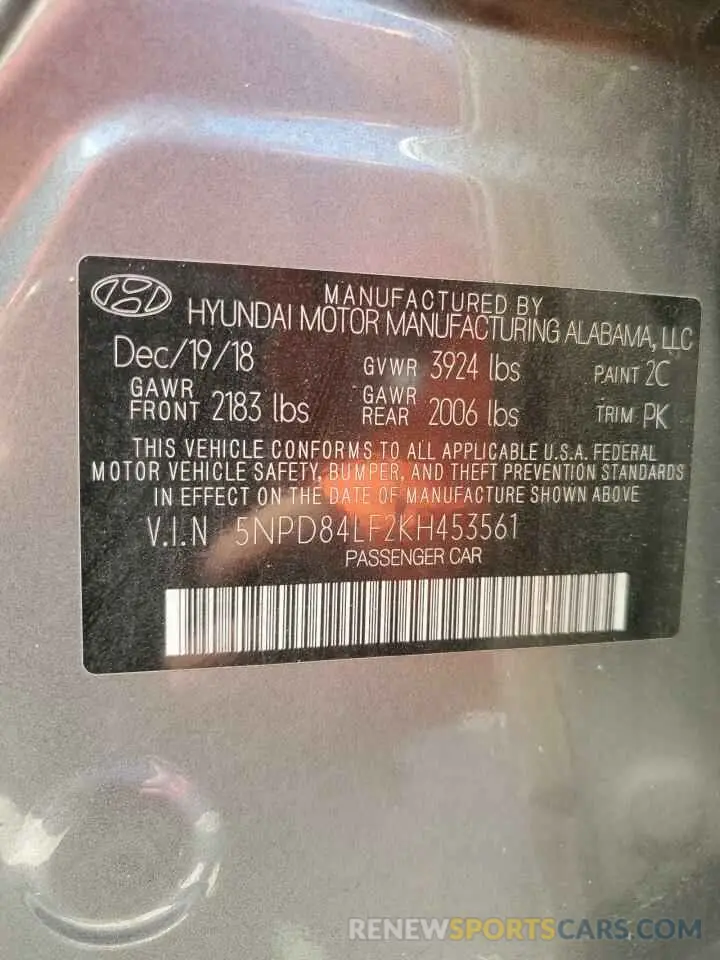 MANUFACTURED BY
HYUNDAI MOTOR MANUFACTURING ALABAMA, LLC
Dec/19/18 GVWR 3924 lbs PAINT 2C
GAWR FRONT 2183 lbs GAWR REAR 2006 lbs TRIM PK
THIS VEHICLE CONFORMS TO ALL APPLICABLE U.S.A. FEDERAL
MOTOR VEHICLE SAFETY, BUMPER, AND THEFT PREVENTION STANDARDS
IN EFFECT ON THE DATE OF MANUFACTURE SHOWN ABOVE
V.I.N 5NPD84LF2KH453561
PASSENGER CAR
RENEWSPORTSCARS.COM